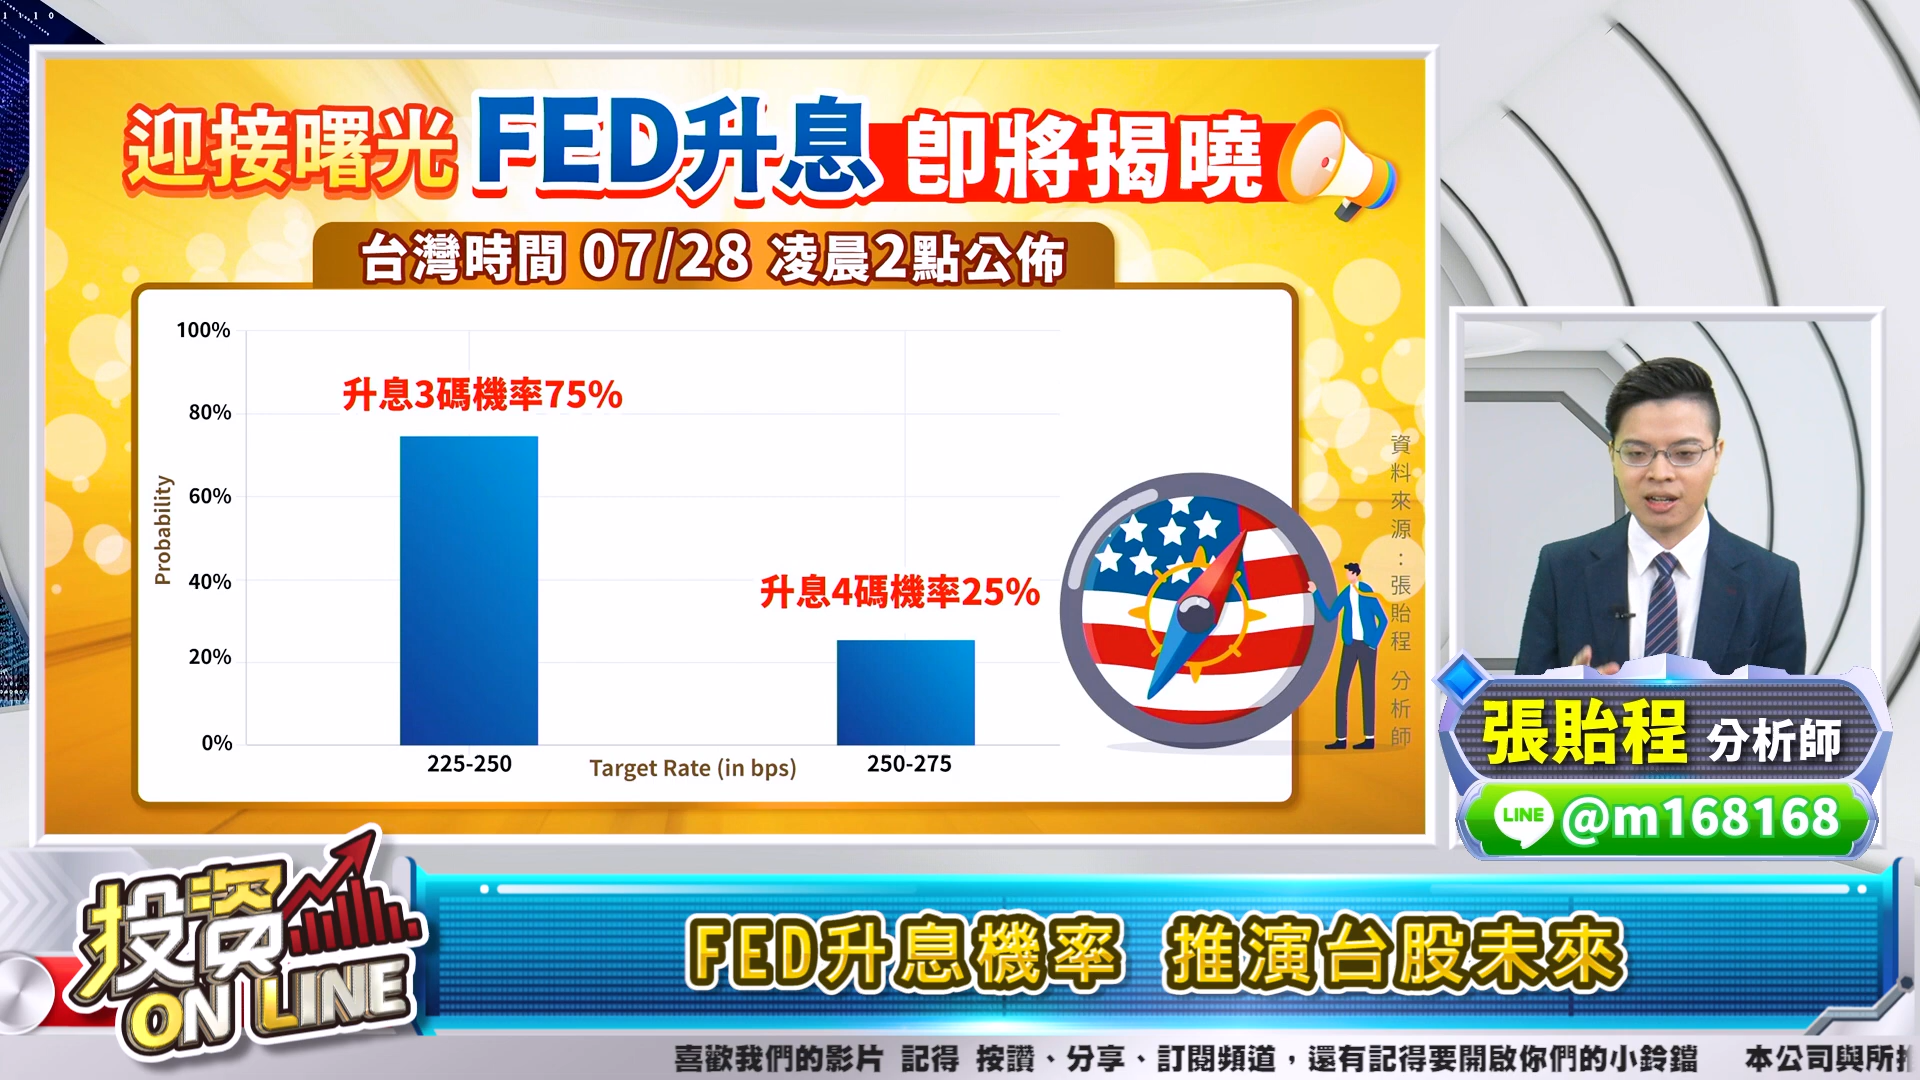 迎接曙光 FED升息 即將揭曉
台灣時間 07/28 凌晨2點公佈
100%
80%
60%
40%
20%
0%
Probability
升息3碼機率75%
升息4碼機率25%
225-250
Target Rate (in bps)
250-275
資料來源：張貽程 分析師
張貽程 分析師
LINE @m168168
投資
ON LINE
FED升息機率 推演台股未來
喜歡我們的影片 記得 按讚、分享、訂閱頻道，還有記得要開啟你們的小鈴鐺 本公司與所